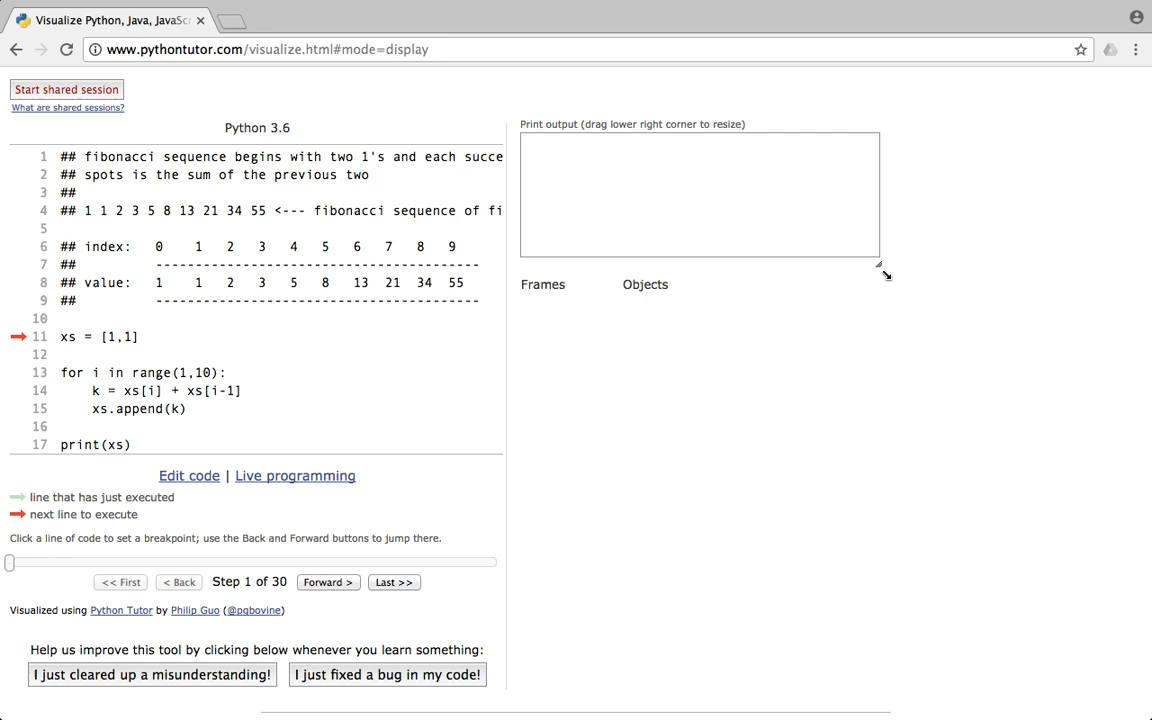 Visualize Python, Java, JavaScr
www.pythontutor.com/visualize.html#mode=display
Start shared session
What are shared sessions?
Python 3.6
1 ## fibonacci sequence begins with two 1's and each succe
2 ## spots is the sum of the previous two
3 ##
4 ## 1 1 2 3 5 8 13 21 34 55 <--- fibonacci sequence of fi
5
6 ## index: 0 1 2 3 4 5 6 7 8 9
7 ## -----------------------------------------
8 ## value: 1 1 2 3 5 8 13 21 34 55
9 ## -----------------------------------------
10
11 xs = [1,1]
12
13 for i in range(1,10):
14 k = xs[i] + xs[i-1]
15 xs.append(k)
16
17 print(xs)
Edit code | Live programming
line that has just executed
next line to execute
Click a line of code to set a breakpoint; use the Back and Forward buttons to jump there.
<< First < Back Step 1 of 30 Forward > Last >>
Visualized using Python Tutor by Philip Guo (@pgbovine)
Help us improve this tool by clicking below whenever you learn something:
I just cleared up a misunderstanding! I just fixed a bug in my code!
Print output (drag lower right corner to resize)
Frames Objects